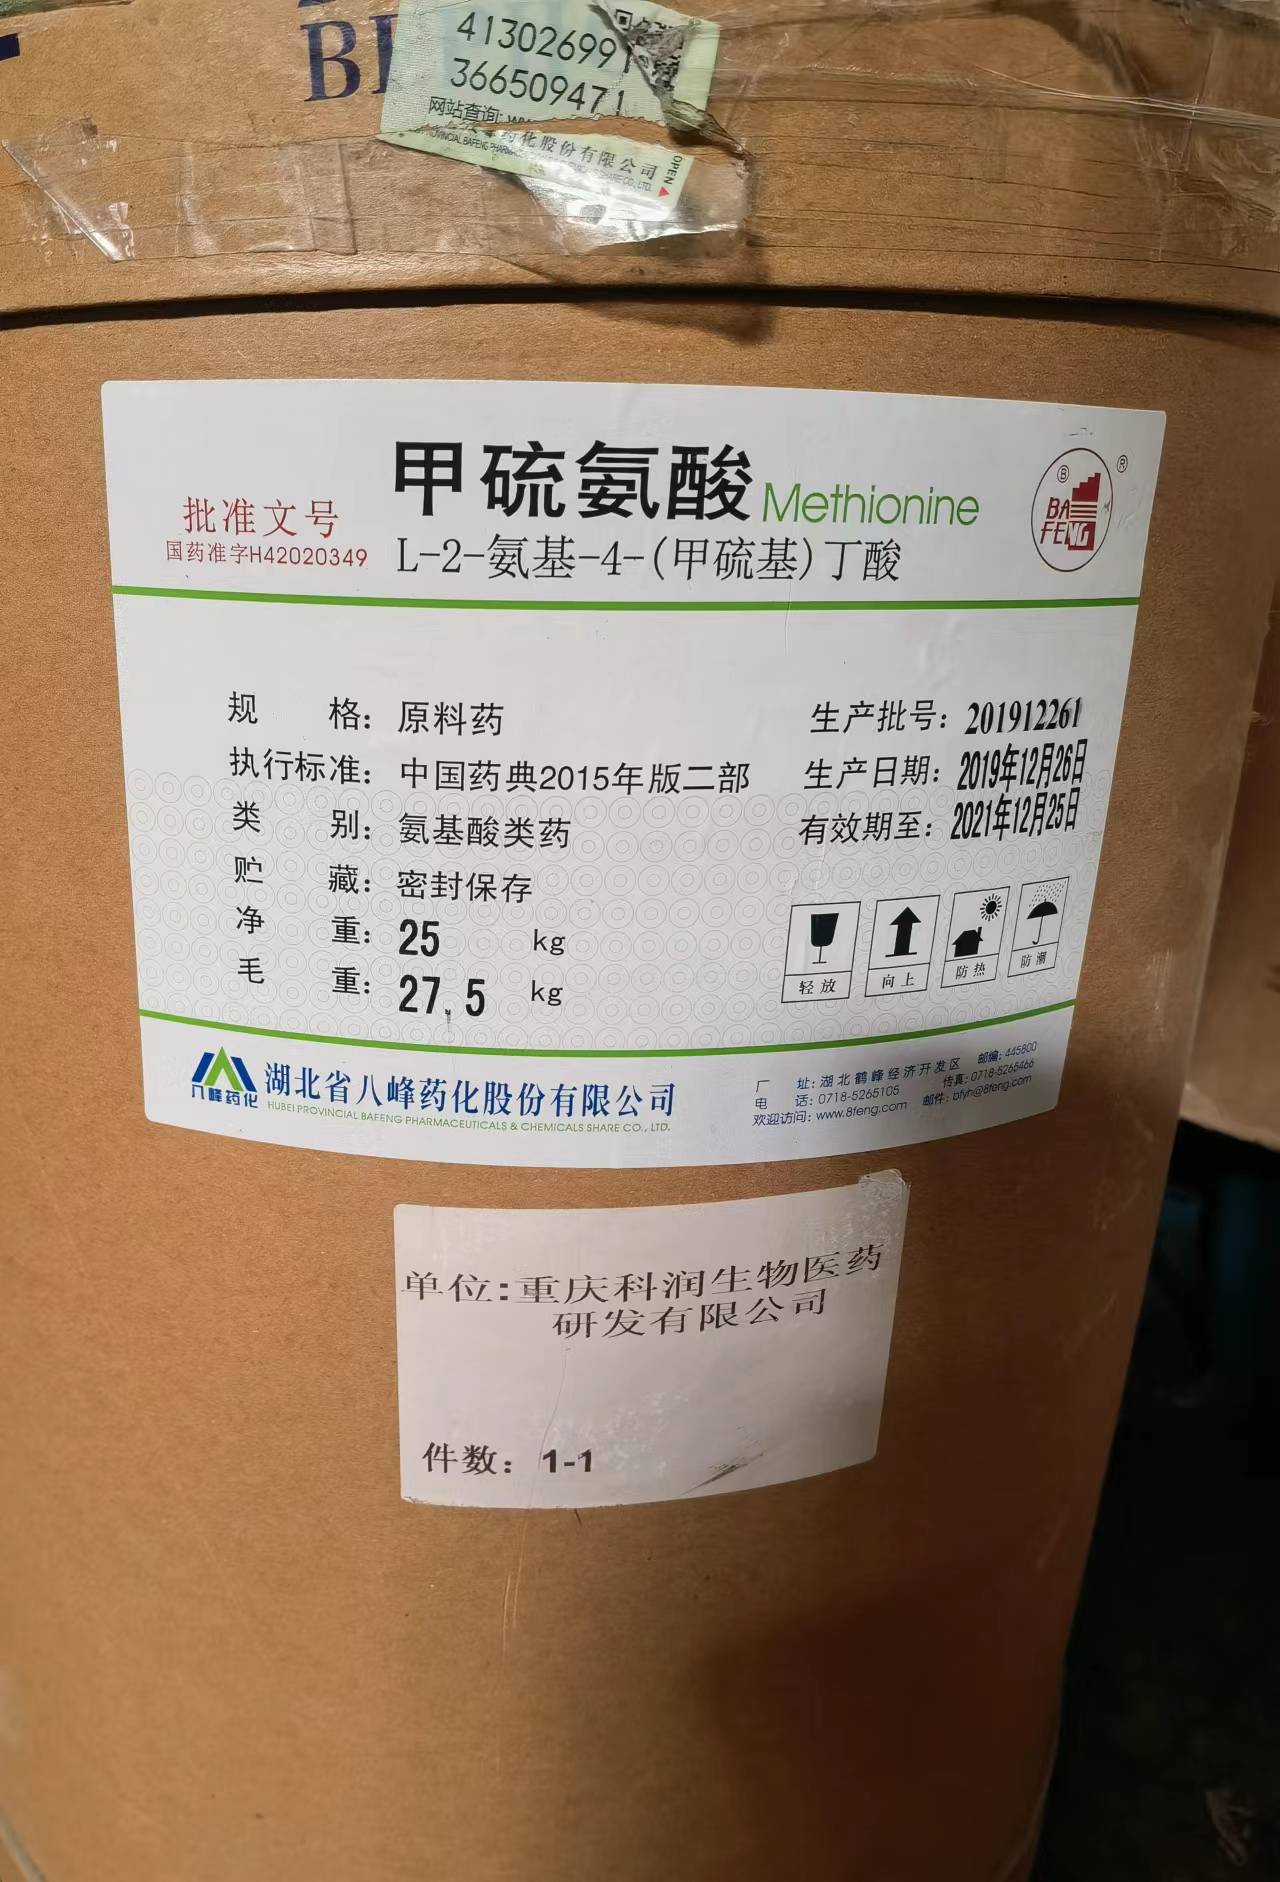 413026991
366509471
网站查询:
药化股份有限公司
OPEN
甲硫氨酸 Methionine
批准文号
国药准字H42020349
L-2-氨基-4-(甲硫基)丁酸
BA
FENG
规 格: 原料药
执行标准: 中国药典2015年版二部
类 别: 氨基酸类药
贮 藏: 密封保存
净 重: 25 kg
毛 重: 27.5 kg
生产批号: 201912261
生产日期: 2019年12月26日
有效期至: 2021年12月25日
轻放 向上 防热 防潮
八峰药化 湖北省八峰药化股份有限公司
HUBEI PROVINCIAL BAFENG PHARMACEUTICALS & CHEMICALS SHARE CO., LTD.
厂 址: 湖北鹤峰经济开发区 邮编: 445800
电 话: 0718-5265105 传真: 0718-5265466
欢迎访问: www.8feng.com 邮件: bfyh@8feng.com
单位:重庆科润生物医药
研发有限公司
件数: 1-1